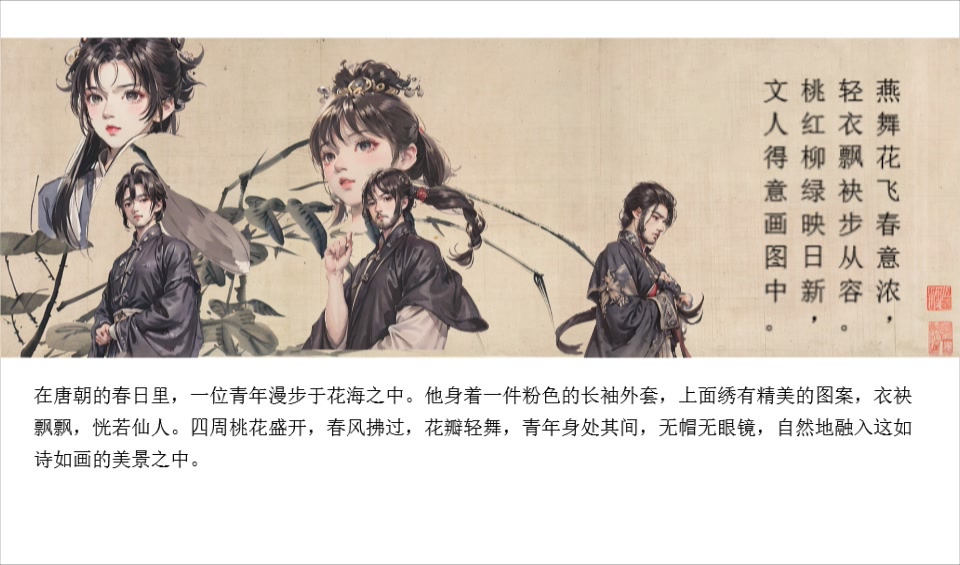 燕舞花飞春意浓，
轻衣飘袂步从容。
桃红柳绿映日新，
文人得意画图中。
在唐朝的春日里，一位青年漫步于花海之中。他身着一件粉色的长袖外套，上面绣有精美的图案，衣袂
飘飘，恍若仙人。四周桃花盛开，春风拂过，花瓣轻舞，青年身处其间，无帽无眼镜，自然地融入这如
诗如画的美景之中。